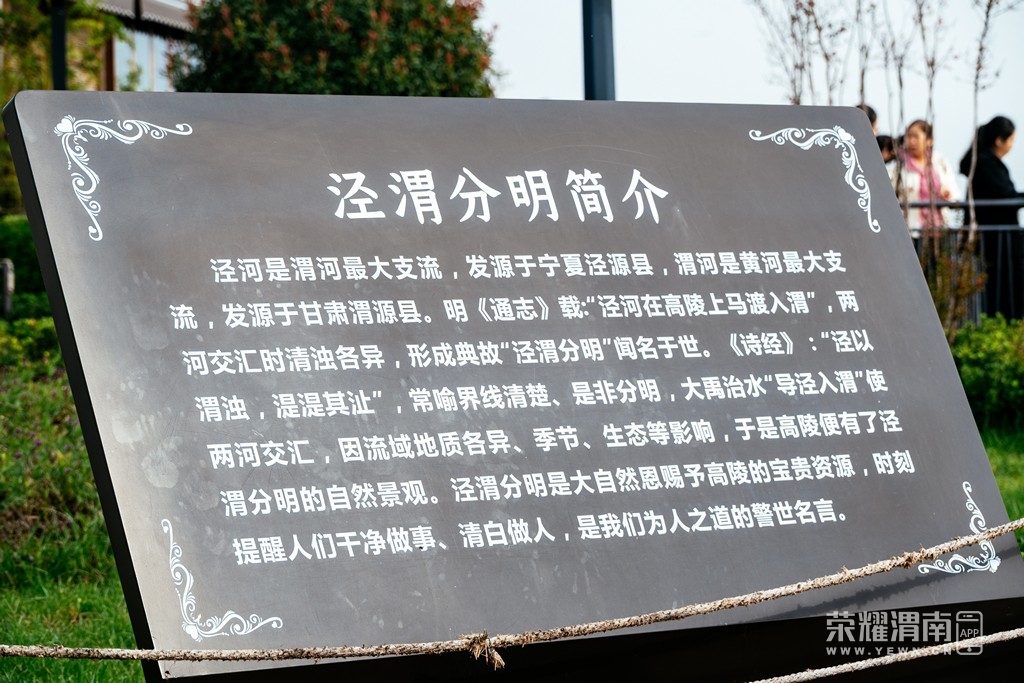 泾渭分明简介
泾河是渭河最大支流，发源于宁夏泾源县，渭河是黄河最大支
流，发源于甘肃渭源县。明《通志》载:“泾河在高陵上马渡入渭”，两
河交汇时清浊各异，形成典故“泾渭分明”闻名于世。《诗经》:“泾以
渭浊，湜湜其沚”，常喻界线清楚、是非分明，大禹治水“导泾入渭”使
两河交汇，因流域地质各异、季节、生态等影响，于是高陵便有了泾
渭分明的自然景观。泾渭分明是大自然恩赐予高陵的宝贵资源，时刻
提醒人们干净做事、清白做人，是我们为人之道的警世名言。
荣耀渭南 APP
WWW.YEWN.CN